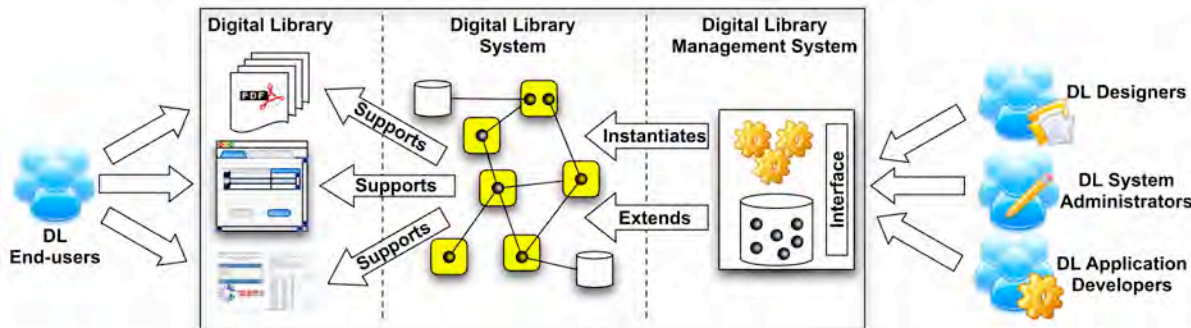 Digital Library
Digital Library
System
Digital Library
Management System
PDF
Supports
Supports
Supports
Instantiates
Extends
Interface
DL
End-users
DL Designers
DL System
Administrators
DL Application
Developers